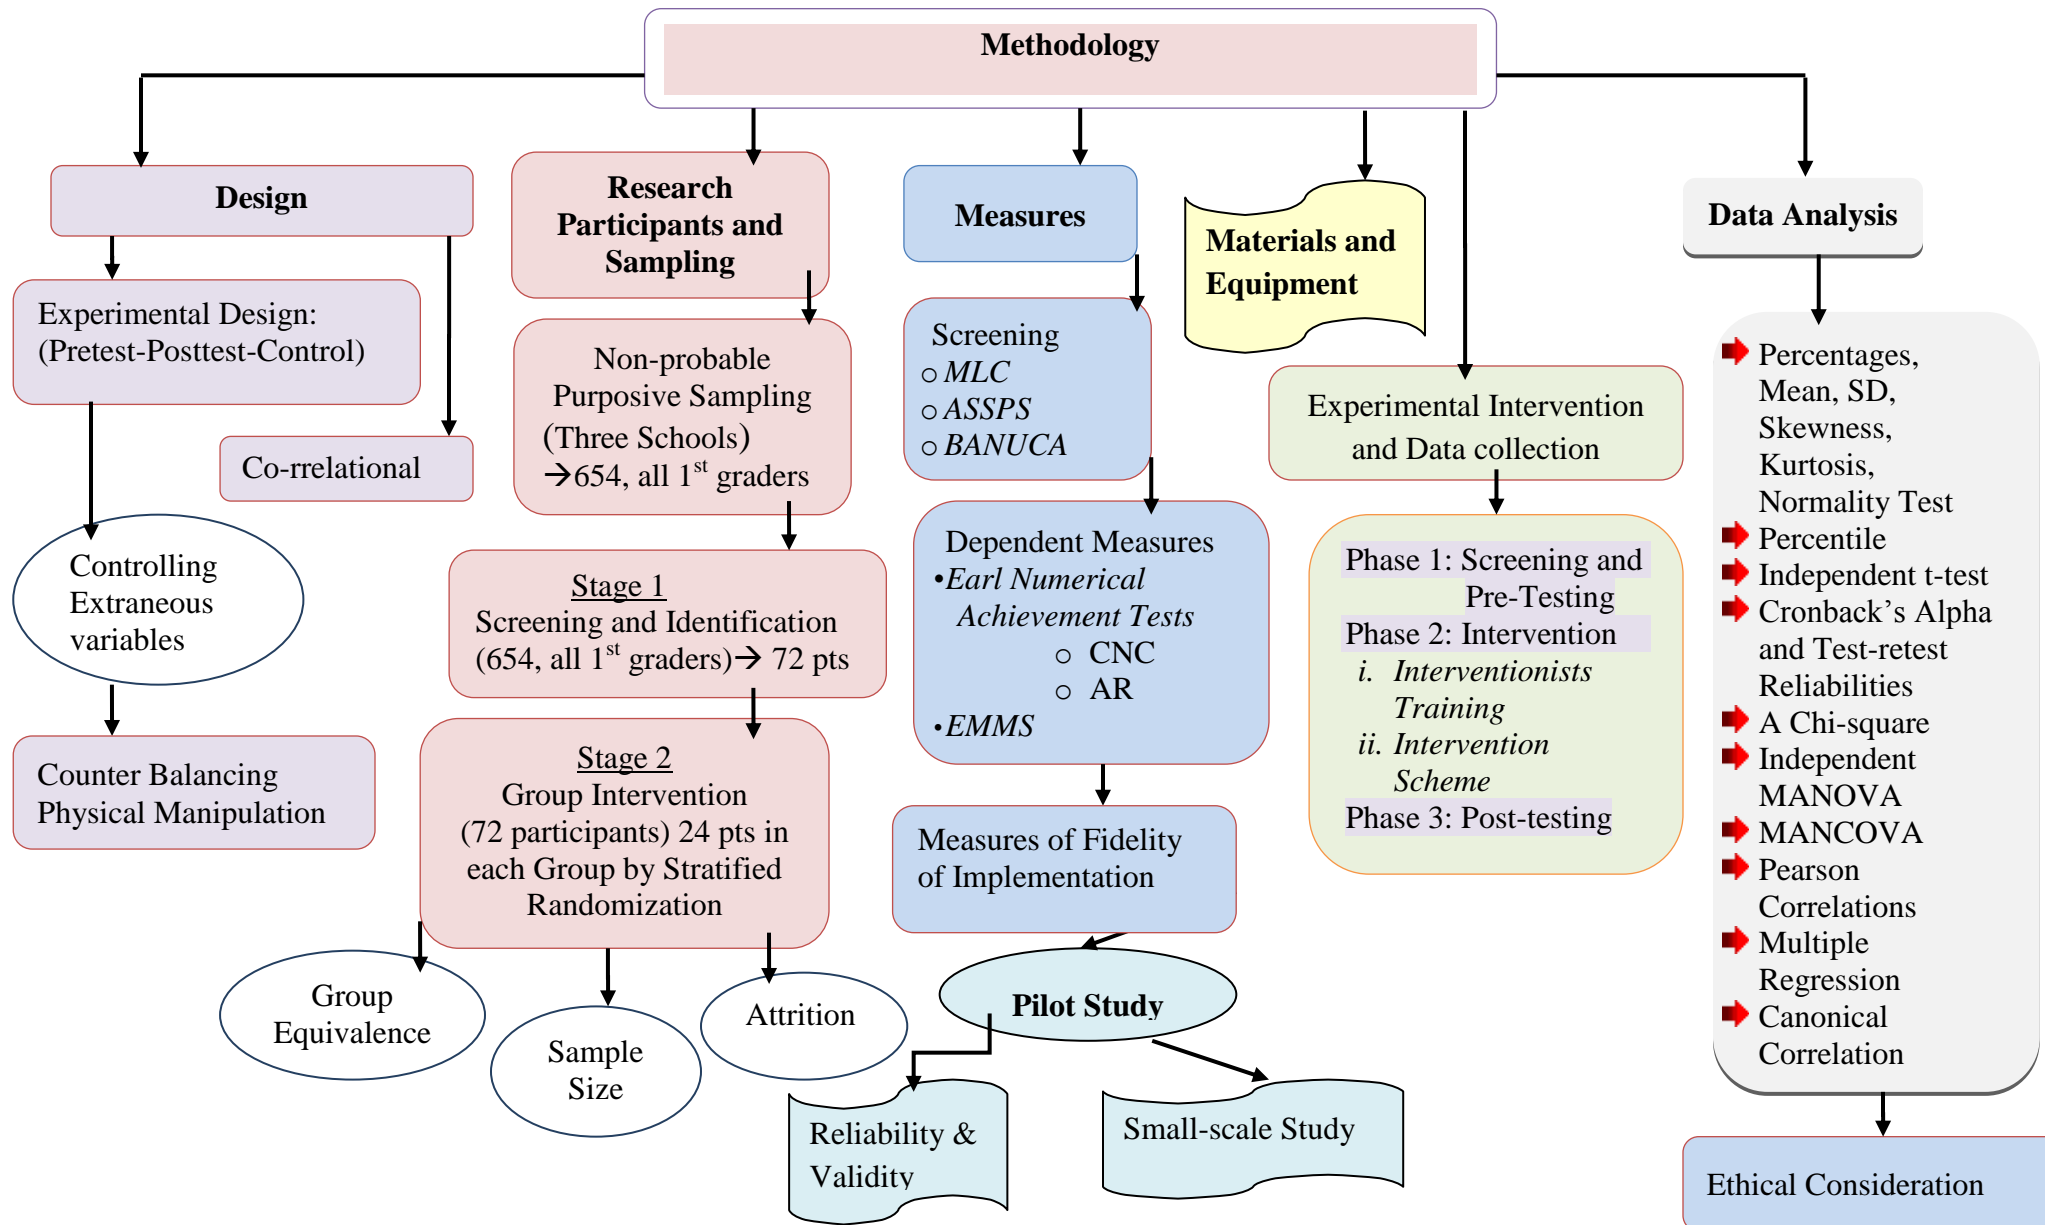 Methodology
Design
Experimental Design:
(Pretest-Posttest-Control)
Co-rrelational
Controlling
Extraneous
variables
Counter Balancing
Physical Manipulation
Research
Participants and
Sampling
Non-probable
Purposive Sampling
(Three Schools)
→654, all 1st graders
Stage 1
Screening and Identification
(654, all 1st graders)→ 72 pts
Stage 2
Group Intervention
(72 participants) 24 pts in
each Group by Stratified
Randomization
Group
Equivalence
Sample
Size
Attrition
Measures
Screening
o MLC
o ASSPS
o BANUCA
Dependent Measures
•Earl Numerical
Achievement Tests
o CNC
o AR
•EMMS
Measures of Fidelity
of Implementation
Pilot Study
Reliability &
Validity
Small-scale Study
Materials and
Equipment
Experimental Intervention
and Data collection
Phase 1: Screening and
Pre-Testing
Phase 2: Intervention
i. Interventionists
Training
ii. Intervention
Scheme
Phase 3: Post-testing
Data Analysis
Percentages,
Mean, SD,
Skewness,
Kurtosis,
Normality Test
Percentile
Independent t-test
Cronback’s Alpha
and Test-retest
Reliabilities
A Chi-square
Independent
MANOVA
MANCOVA
Pearson
Correlations
Multiple
Regression
Canonical
Correlation
Ethical Consideration